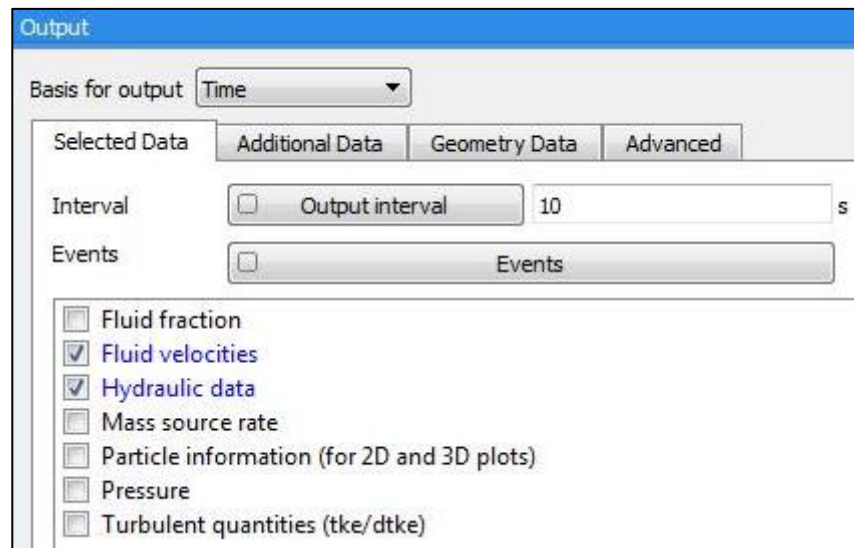 Output
Basis for output Time
Selected Data Additional Data Geometry Data Advanced
Interval Output interval 10 s
Events Events
Fluid fraction
Fluid velocities
Hydraulic data
Mass source rate
Particle information (for 2D and 3D plots)
Pressure
Turbulent quantities (tke/dtke)